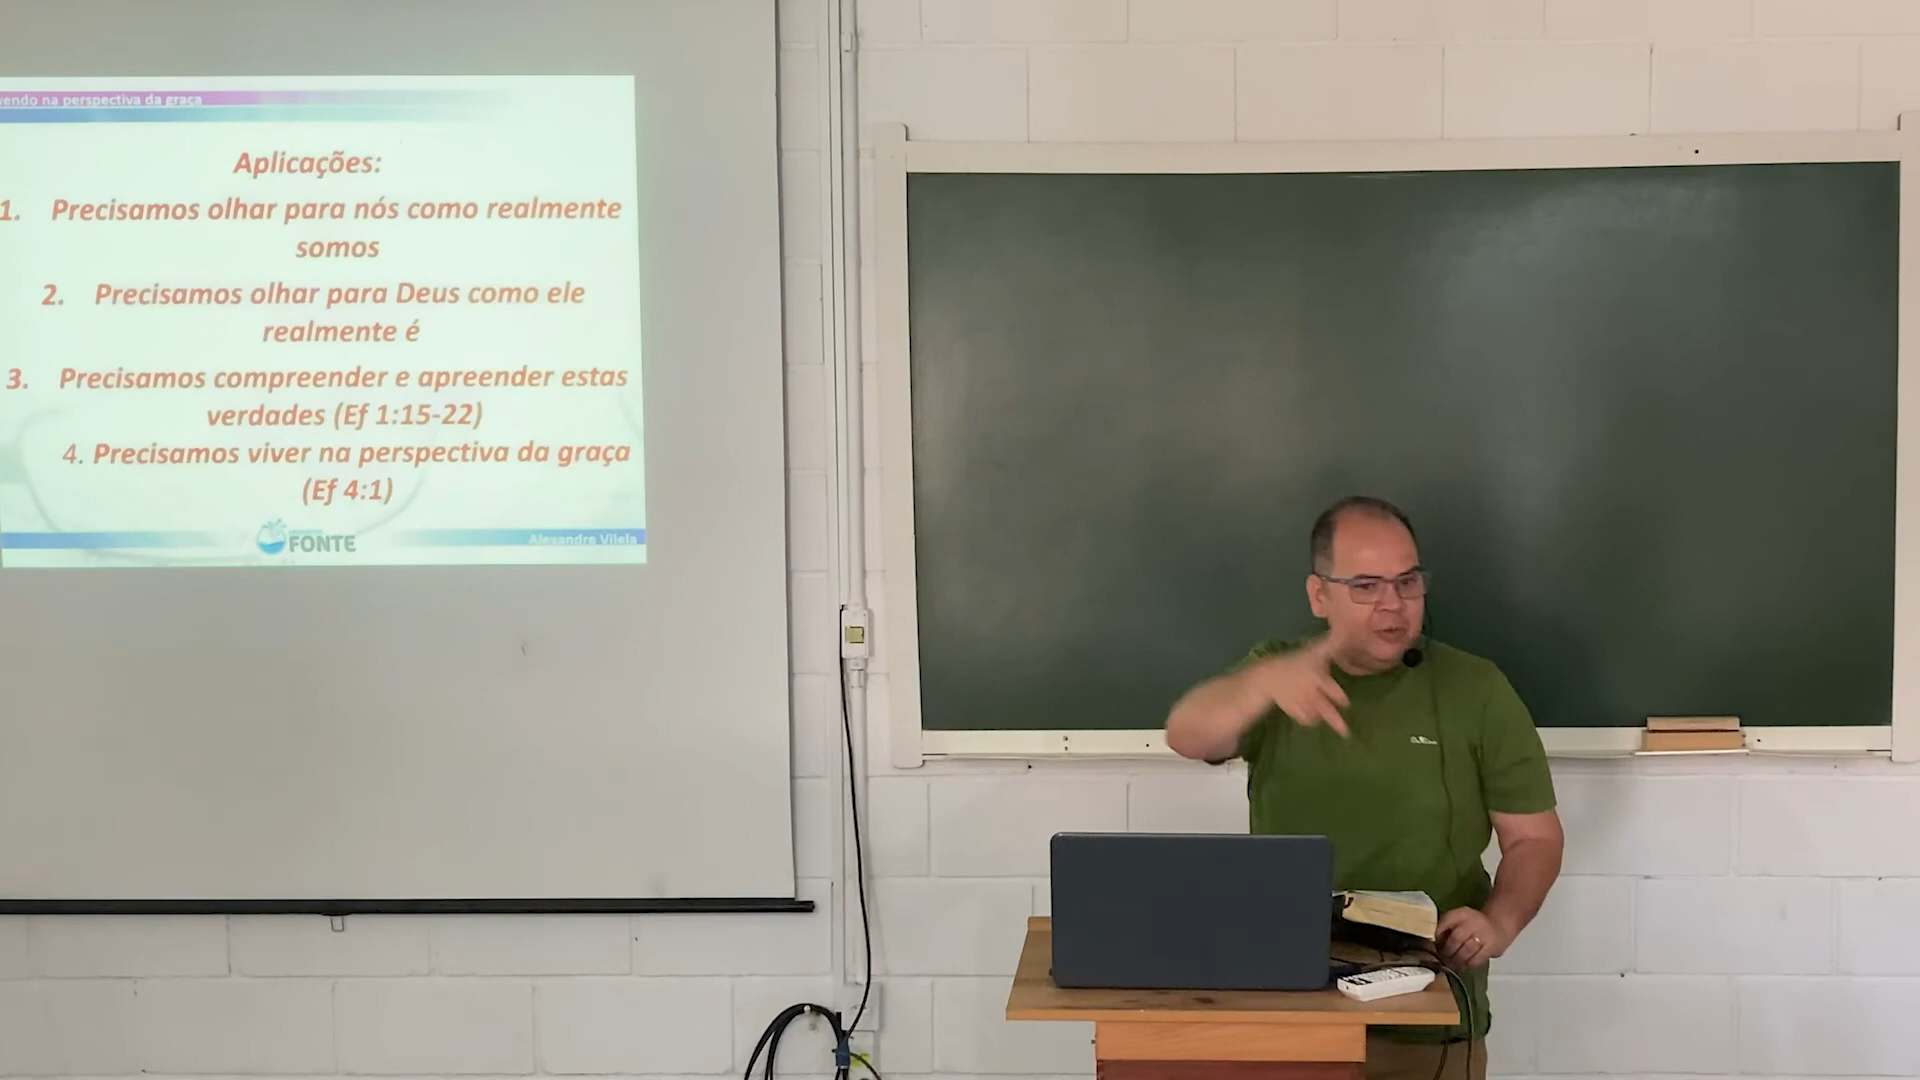 vendo na perspectiva da graça
Aplicações:
1. Precisamos olhar para nós como realmente
somos
2. Precisamos olhar para Deus como ele
realmente é
3. Precisamos compreender e apreender estas
verdades (Ef 1:15-22)
4. Precisamos viver na perspectiva da graça
(Ef 4:1)
FONTE
Alexandre Vilela